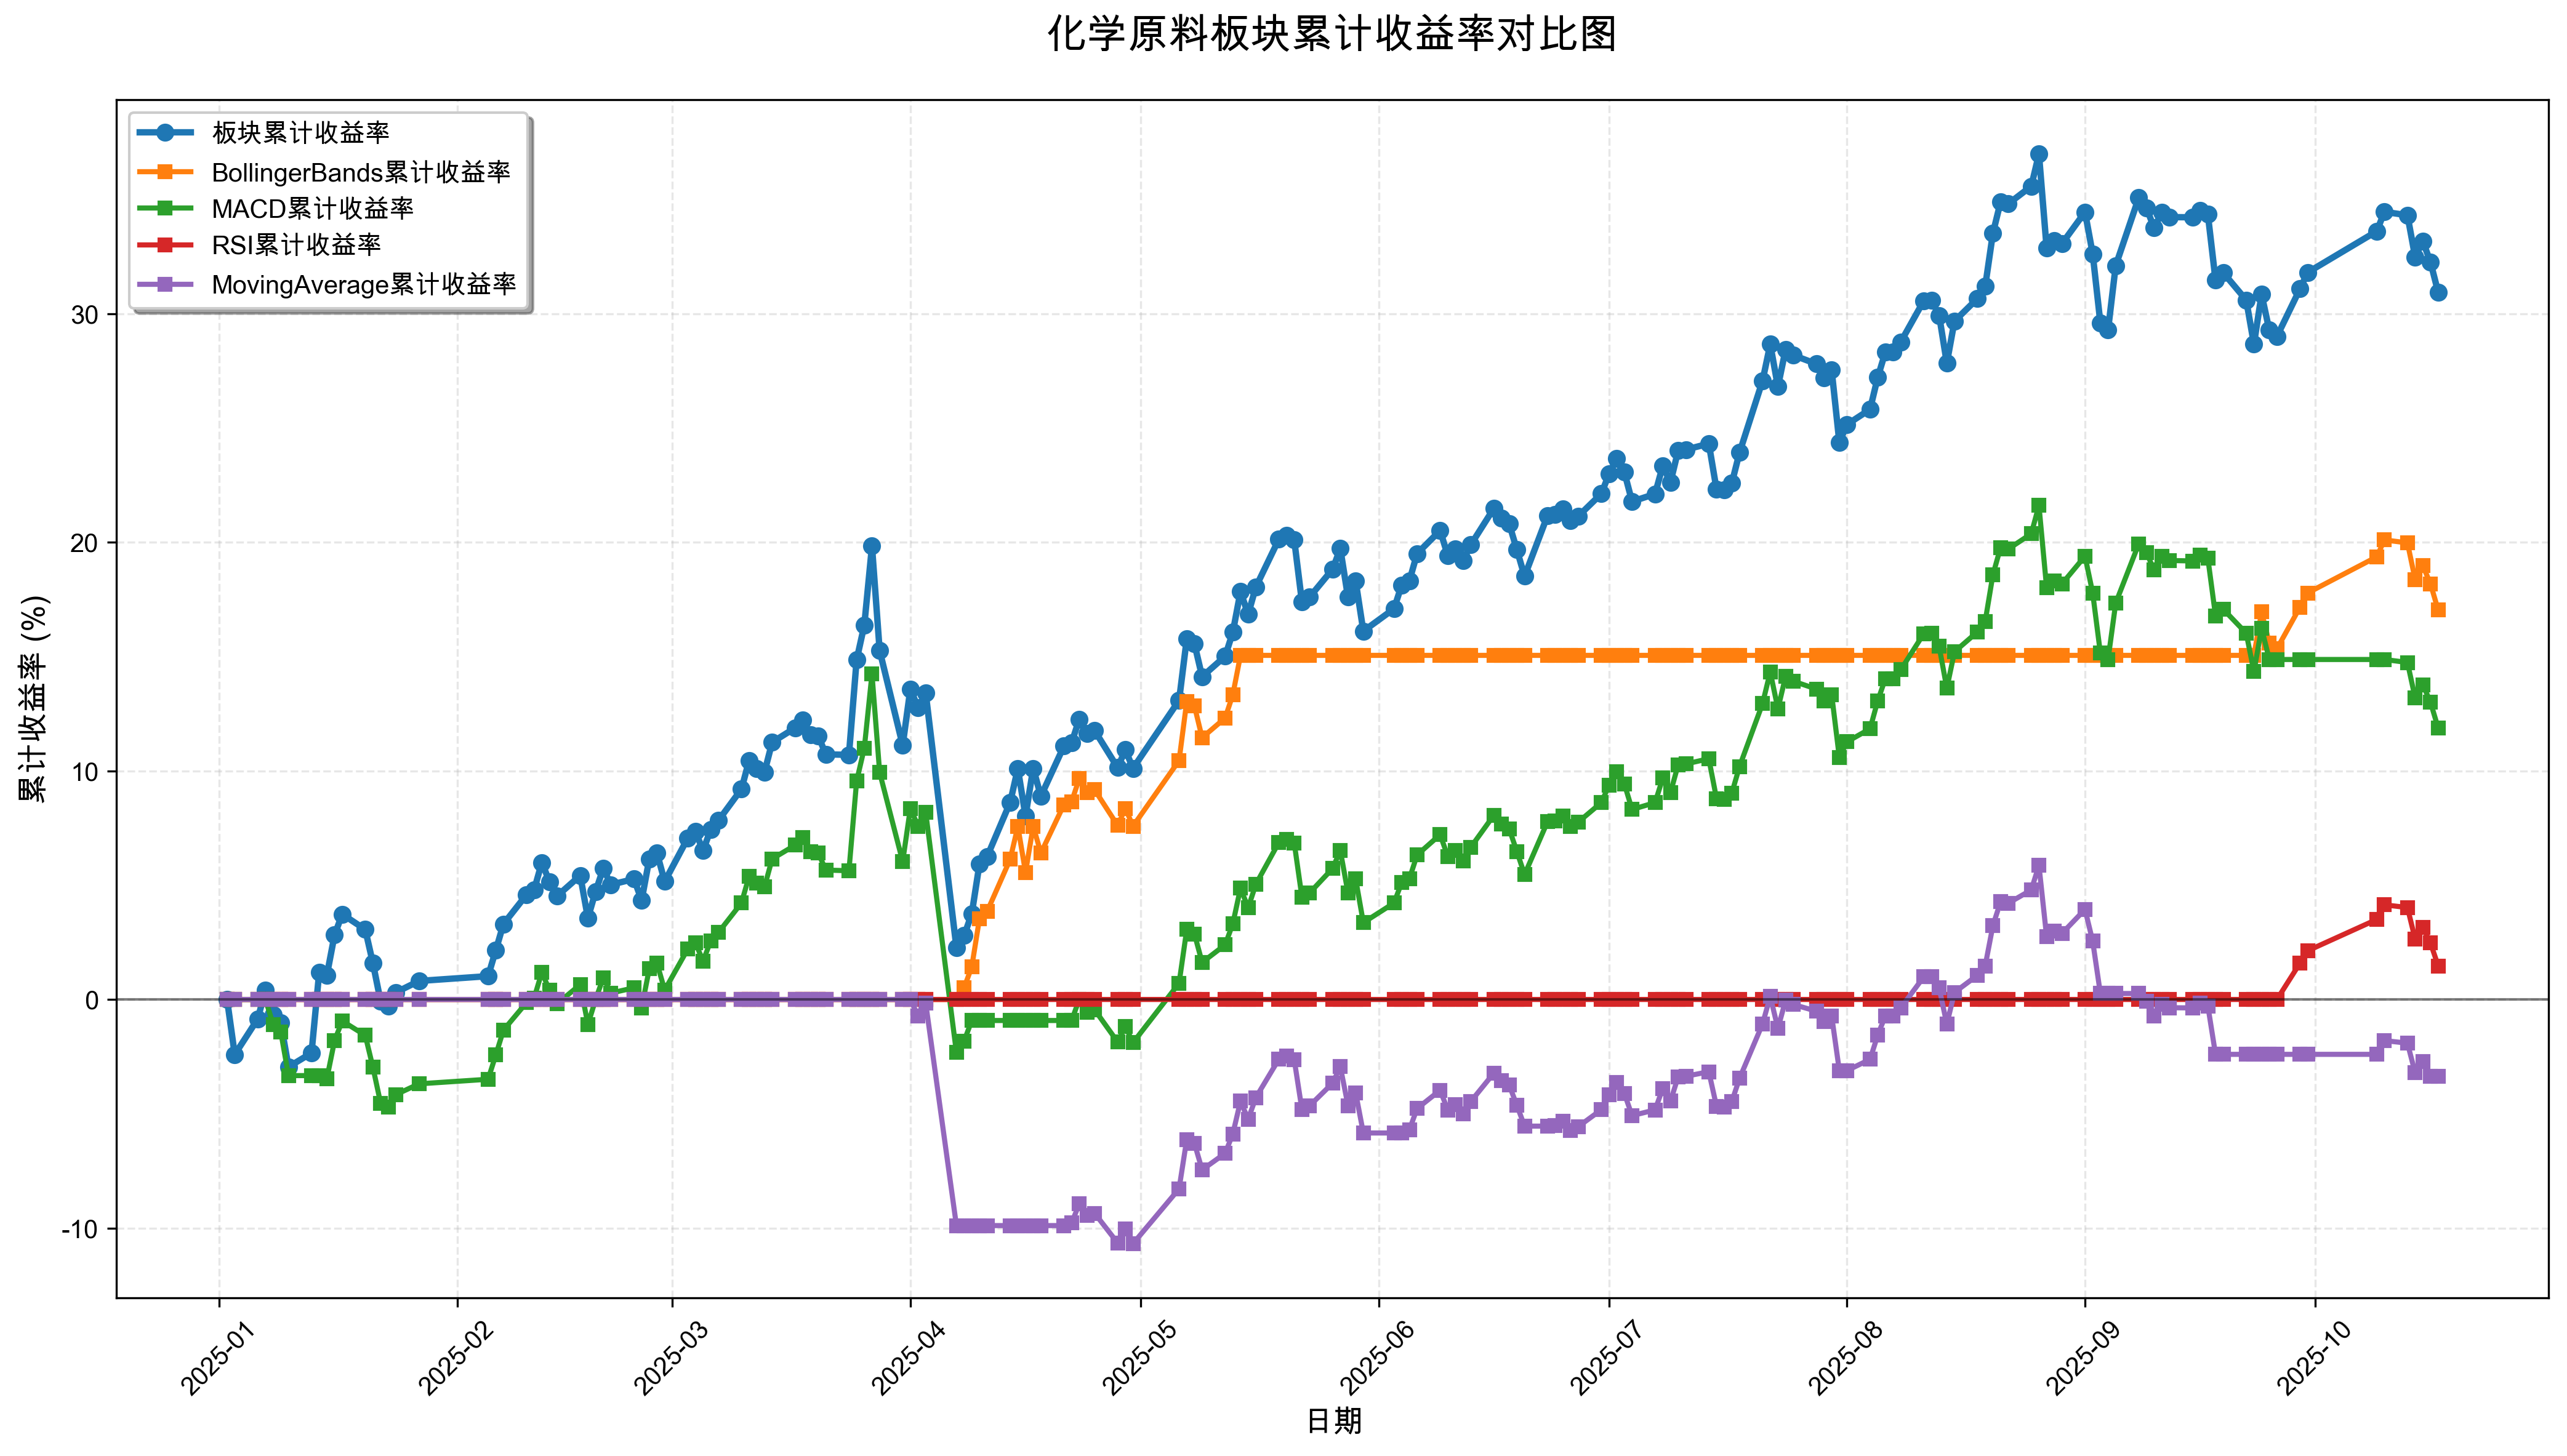 化学原料板块累计收益率对比图
板块累计收益率
BollingerBands累计收益率
MACD累计收益率
RSI累计收益率
MovingAverage累计收益率
累计收益率 (%)
30
20
10
0
-10
2025-01
2025-02
2025-03
2025-04
2025-05
2025-06
2025-07
2025-08
2025-09
2025-10
日期